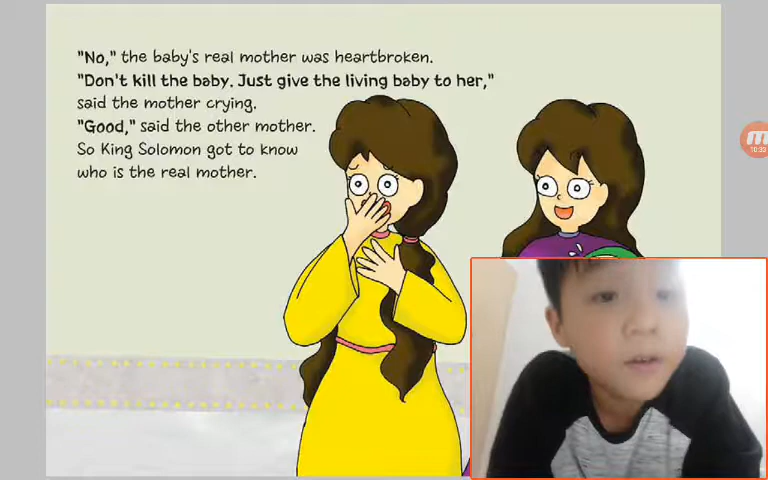 "No," the baby's real mother was heartbroken.
"Don't kill the baby. Just give the living baby to her,"
said the mother crying.
"Good," said the other mother.
So King Solomon got to know
who is the real mother.
10:33